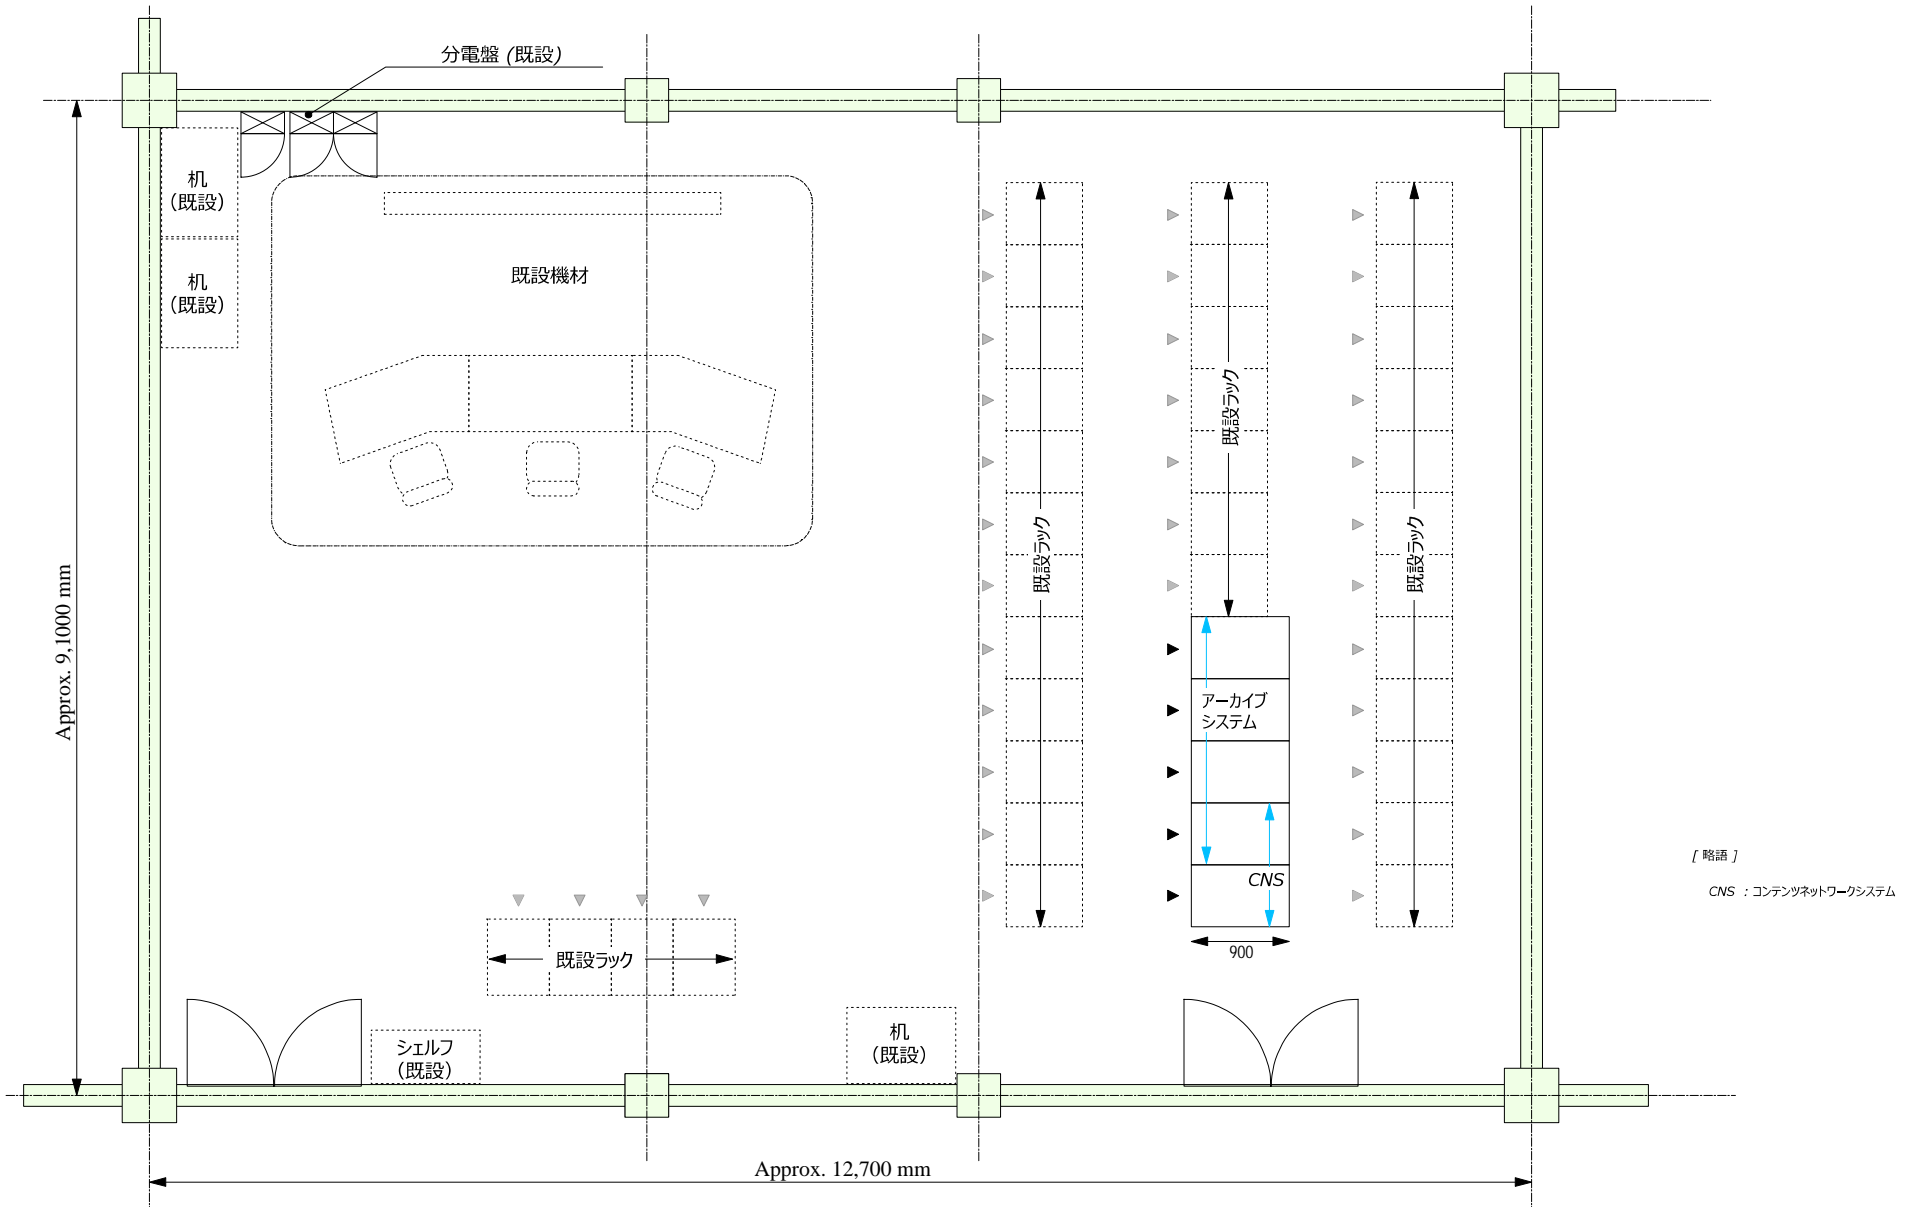 分電盤 (既設)
机
(既設)
机
(既設)
既設機材
既設ラック
既設ラック
既設ラック
Approx. 9,1000 mm
アーカイブ
システム
CNS
900
[ 略語 ]
CNS : コンテンツネットワークシステム
既設ラック
シェルフ
(既設)
机
(既設)
Approx. 12,700 mm